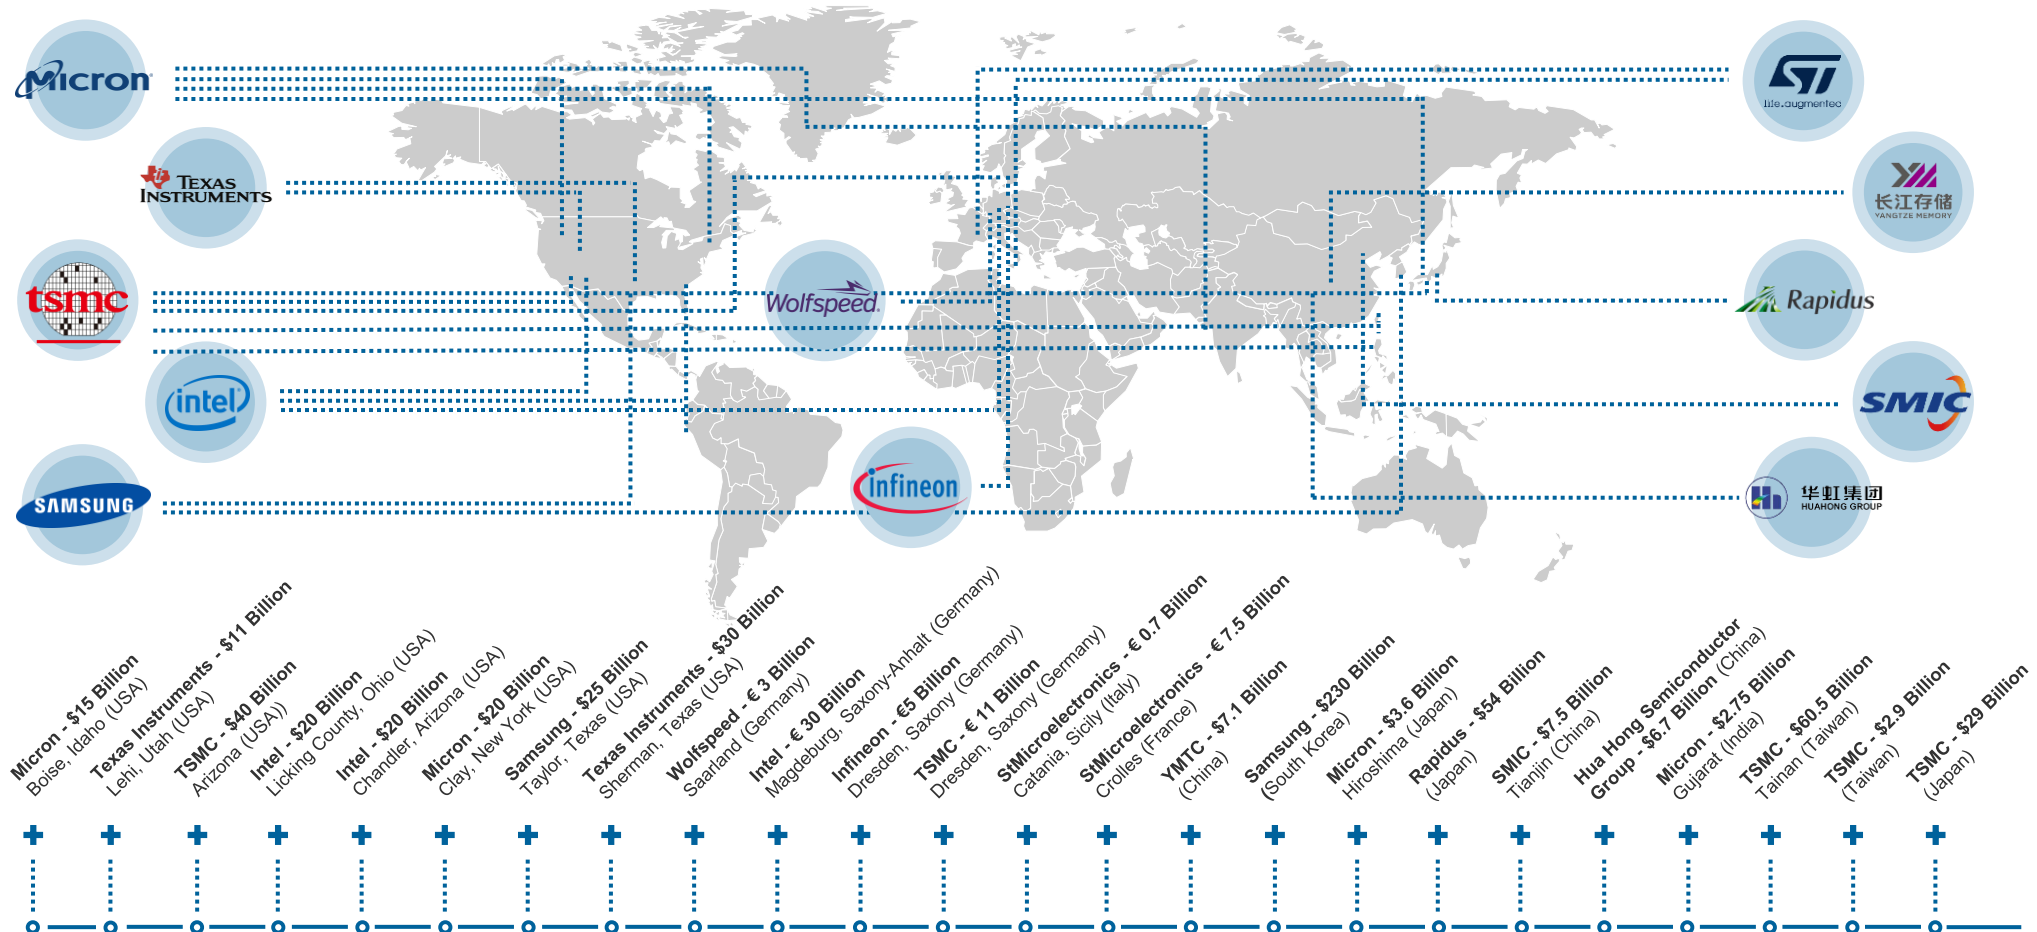 Micron
TEXAS
INSTRUMENTS
tsmc
intel
SAMSUNG
Wolfspeed
infineon
ST
life.augmented
YM
长江存储
YANGTZE MEMORY
Rapidus
SMIC
华虹集团
HUAHONG GROUP
Micron - $15 Billion
Boise, Idaho (USA)
Texas Instruments - $11 Billion
Lehi, Utah (USA)
TSMC - $40 Billion
Arizona (USA))
Intel - $20 Billion
Licking County, Ohio (USA)
Intel - $20 Billion
Chandler, Arizona (USA)
Micron - $20 Billion
Clay, New York (USA)
Samsung - $25 Billion
Taylor, Texas (USA)
Texas Instruments - $30 Billion
Sherman, Texas (USA)
Wolfspeed - € 3 Billion
Saarland (Germany)
Intel - € 30 Billion
Magdeburg, Saxony-Anhalt (Germany)
Infineon - €5 Billion
Dresden, Saxony (Germany)
TSMC - € 11 Billion
Dresden, Saxony (Germany)
StMicroelectronics - € 0.7 Billion
Catania, Sicily (Italy)
StMicroelectronics - € 7.5 Billion
Crolles (France)
YMTC - $7.1 Billion
(China)
Samsung - $230 Billion
(South Korea)
Micron - $3.6 Billion
Hiroshima (Japan)
Rapidus - $54 Billion
(Japan)
SMIC - $7.5 Billion
Tianjin (China)
Hua Hong Semiconductor
Group - $6.7 Billion (China)
Micron - $2.75 Billion
Gujarat (India)
TSMC - $60.5 Billion
Tainan (Taiwan)
TSMC - $2.9 Billion
(Taiwan)
TSMC - $29 Billion
(Japan)